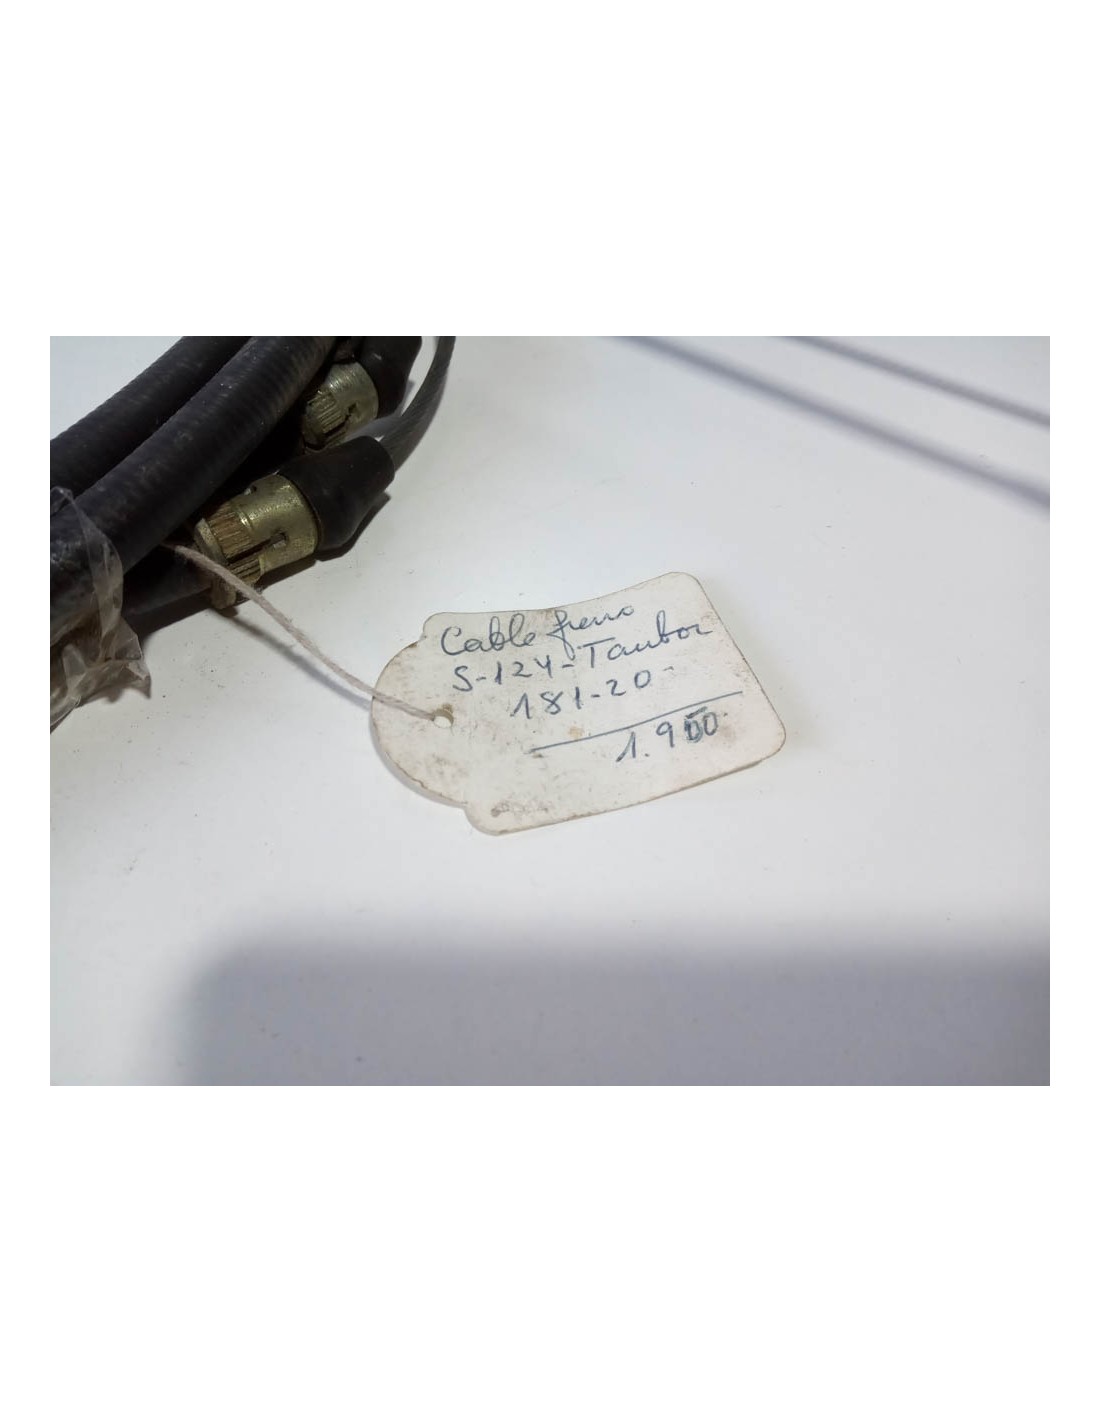 Cable freno
S-124-Tambor
181-20-
1.900